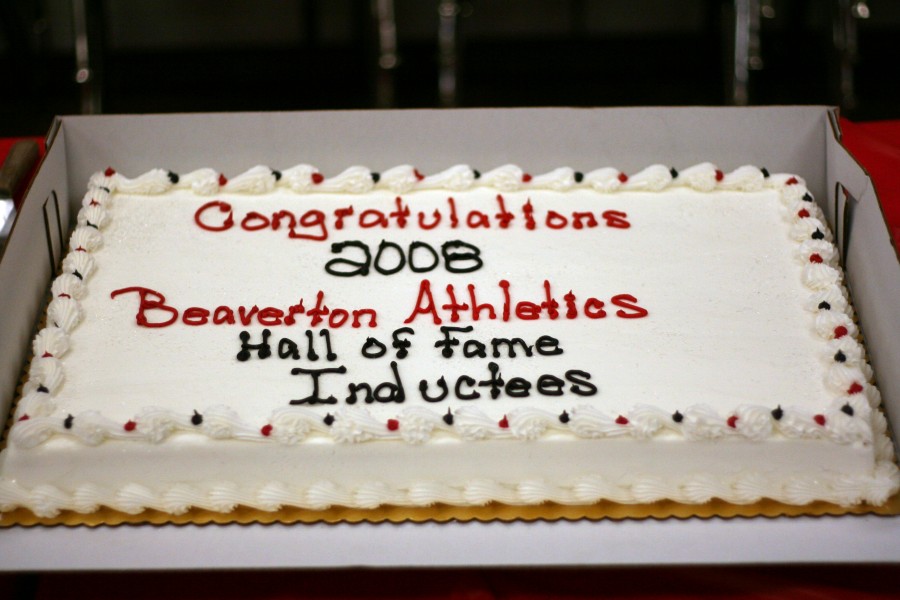 Congratulations
2008
Beaverton Athletics
Hall of Fame
Inductees